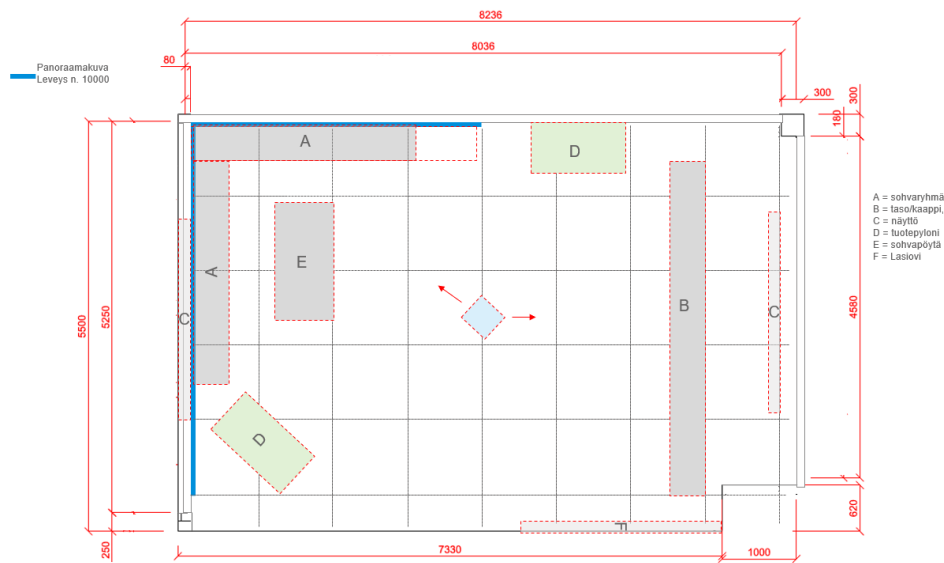 8236
8036
80
Panoraamakuva
Leveys n. 10000
300
300
180
A
D
A = sohvaryhmä
B = taso/kaappi,
C = näyttö
D = tuotepyloni
E = sohvapöytä
F = Lasiovi
A
E
B
C
C
5500
5250
4580
D
F
620
250
7330
1000